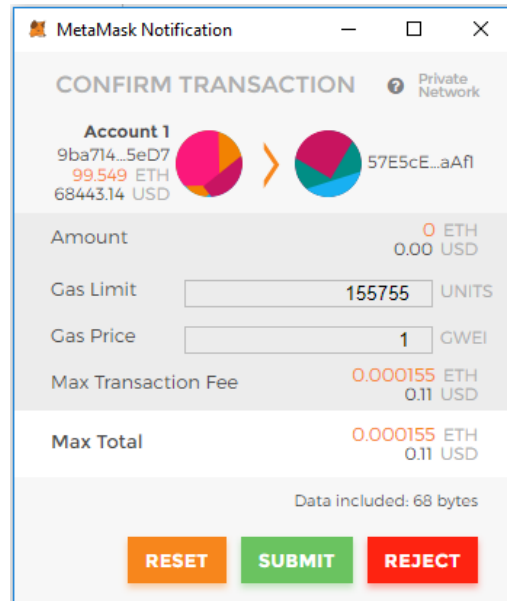 MetaMask Notification
CONFIRM TRANSACTION ? Private Network
Account 1
9ba714...5eD7
99.549 ETH
68443.14 USD
57E5cE...aAf1
Amount 0 ETH
0.00 USD
Gas Limit 155755 UNITS
Gas Price 1 GWEI
Max Transaction Fee 0.000155 ETH
0.11 USD
Max Total 0.000155 ETH
0.11 USD
Data included: 68 bytes
RESET SUBMIT REJECT